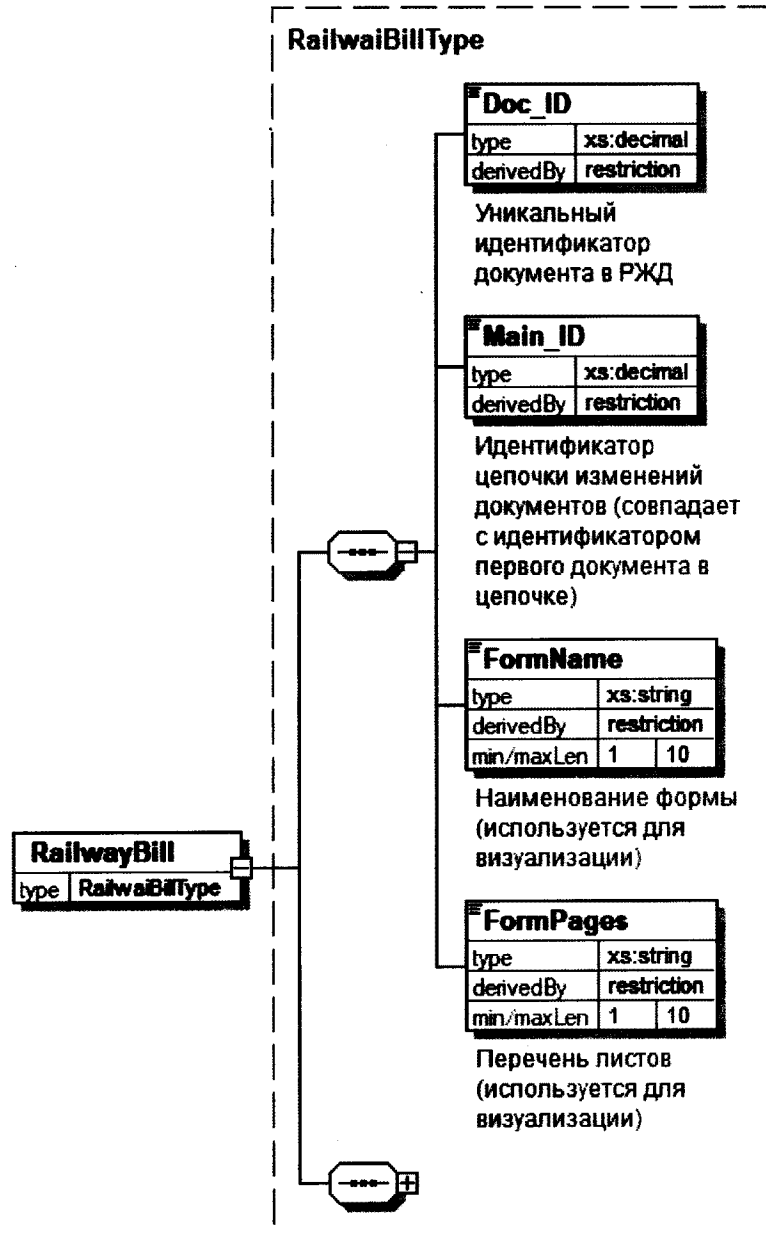 RailwaiBillType
Doc_ID
type xs:decimal
derivedBy restriction
Уникальный
идентификатор
документа в РЖД
Main_ID
type xs:decimal
derivedBy restriction
Идентификатор
цепочки изменений
документов (совпадает
с идентификатором
первого документа в
цепочке)
FormName
type xs:string
derivedBy restriction
min/maxLen 1 10
Наименование формы
(используется для
визуализации)
RailwayBill
type RailwaiBillType
FormPages
type xs:string
derivedBy restriction
min/maxLen 1 10
Перечень листов
(используется для
визуализации)